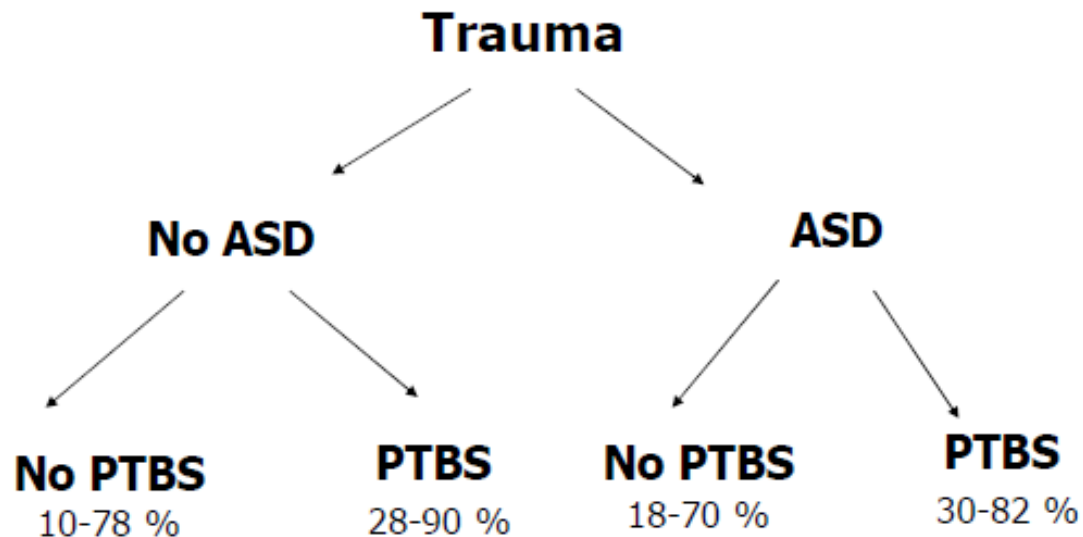 Trauma
No ASD
ASD
No PTBS
PTBS
No PTBS
PTBS
10-78 %
28-90 %
18-70 %
30-82 %